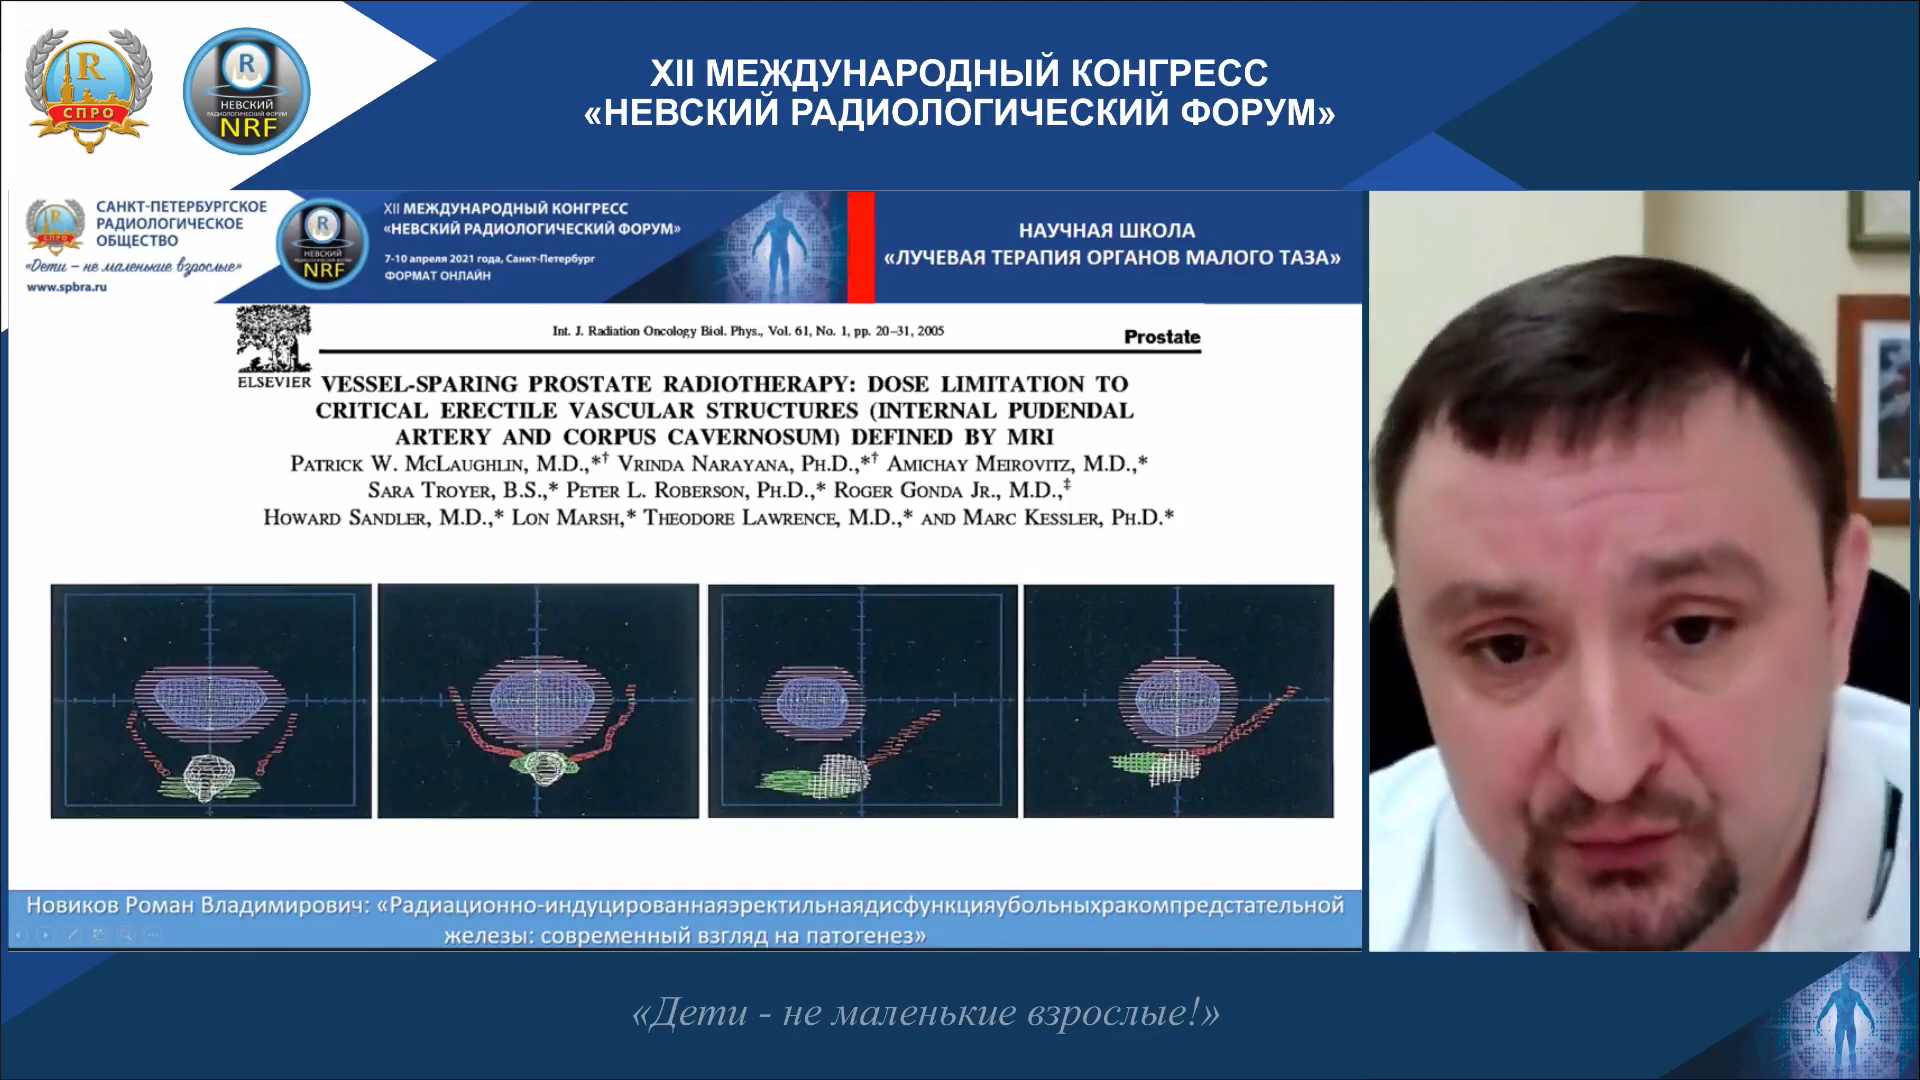 R
СПРО
R
НЕВСКИЙ
РАДИОЛОГИЧЕСКИЙ ФОРУМ
NRF
XII МЕЖДУНАРОДНЫЙ КОНГРЕСС
«НЕВСКИЙ РАДИОЛОГИЧЕСКИЙ ФОРУМ»
СПРО
САНКТ-ПЕТЕРБУРГСКОЕ
РАДИОЛОГИЧЕСКОЕ
ОБЩЕСТВО
«Дети – не маленькие взрослые»
www.spbra.ru
R
НЕВСКИЙ
NRF
XII МЕЖДУНАРОДНЫЙ КОНГРЕСС
«НЕВСКИЙ РАДИОЛОГИЧЕСКИЙ ФОРУМ»
7-10 апреля 2021 года, Санкт-Петербург
ФОРМАТ ОНЛАЙН
НАУЧНАЯ ШКОЛА
«ЛУЧЕВАЯ ТЕРАПИЯ ОРГАНОВ МАЛОГО ТАЗА»
Int. J. Radiation Oncology Biol. Phys., Vol. 61, No. 1, pp. 20–31, 2005
Prostate
ELSEVIER
VESSEL-SPARING PROSTATE RADIOTHERAPY: DOSE LIMITATION TO
CRITICAL ERECTILE VASCULAR STRUCTURES (INTERNAL PUDENDAL
ARTERY AND CORPUS CAVERNOSUM) DEFINED BY MRI
PATRICK W. MCLAUGHLIN, M.D.,*† VRINDA NARAYANA, PH.D.,*† AMICHAY MEIROVITZ, M.D.,*
SARA TROYER, B.S.,* PETER L. ROBERSON, PH.D.,* ROGER GONDA JR., M.D.,‡
HOWARD SANDLER, M.D.,* LON MARSH,* THEODORE LAWRENCE, M.D.,* AND MARC KESSLER, PH.D.*
Новиков Роман Владимирович: «Радиационно-индуцированнаяэректильнаядисфункцияубольныхракомпредстательной
железы: современный взгляд на патогенез»
«Дети - не маленькие взрослые!»